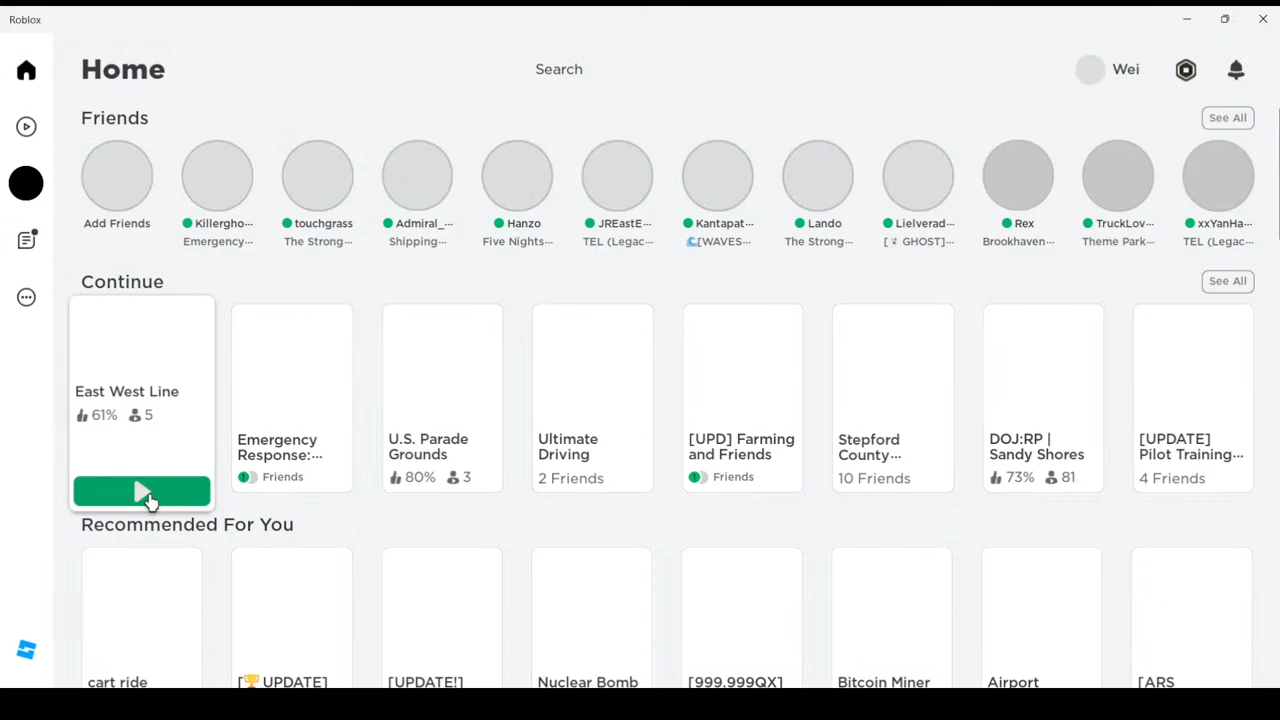 Roblox
Home
Search
Wei
Friends
See All
Add Friends
Killergho...
touchgrass
Admiral_...
Hanzo
JREastE...
Kantapat...
Lando
Lielverad...
Rex
TruckLov...
xxYanHa...
Emergency...
The Strong...
Shipping...
Five Nights...
TEL (Legac...
🌊[WAVES...
The Strong...
[👻 GHOST]...
Brookhaven...
Theme Park...
TEL (Legac...
Continue
See All
East West Line
61% 5
Emergency
Response:...
1 Friends
U.S. Parade
Grounds
80% 3
Ultimate
Driving
2 Friends
[UPD] Farming
and Friends
1 Friends
Stepford
County...
10 Friends
DOJ:RP |
Sandy Shores
73% 81
[UPDATE]
Pilot Training...
4 Friends
Recommended For You
cart ride
[🏆 UPDATE]
[UPDATE!]
Nuclear Bomb
[999.999QX]
Bitcoin Miner
Airport
[ARS